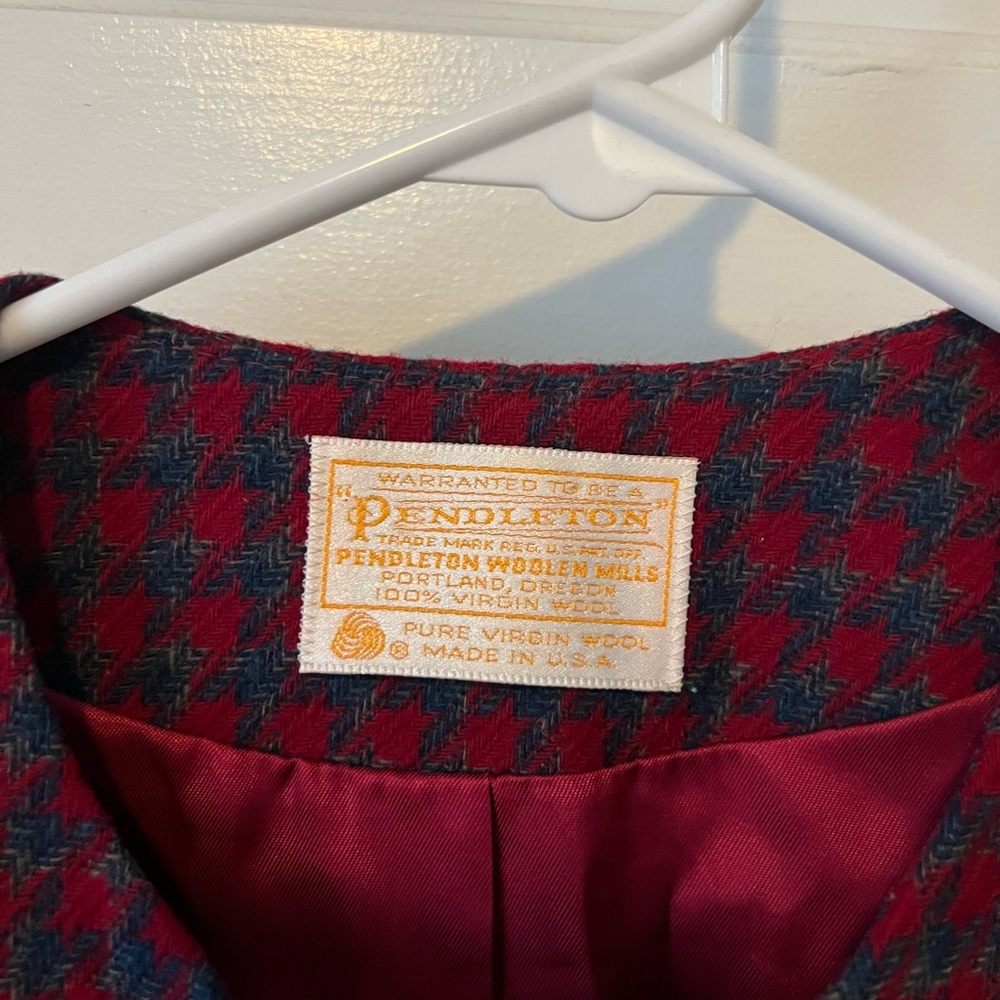 WARRANTED TO BE A
"PENDLETON"
TRADE MARK REG. U.S. PAT. OFF.
PENDLETON WOOLEN MILLS
PORTLAND, OREGON
100% VIRGIN WOOL
PURE VIRGIN WOOL
® MADE IN U.S.A.